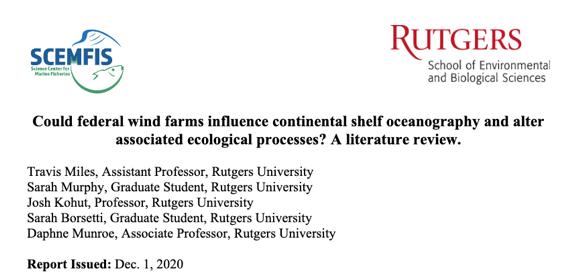 SCEMFIS
Science Center for
Marine Fisheries
RUTGERS
School of Environmental
and Biological Sciences
Could federal wind farms influence continental shelf oceanography and alter
associated ecological processes? A literature review.
Travis Miles, Assistant Professor, Rutgers University
Sarah Murphy, Graduate Student, Rutgers University
Josh Kohut, Professor, Rutgers University
Sarah Borsetti, Graduate Student, Rutgers University
Daphne Munroe, Associate Professor, Rutgers University
Report Issued: Dec. 1, 2020